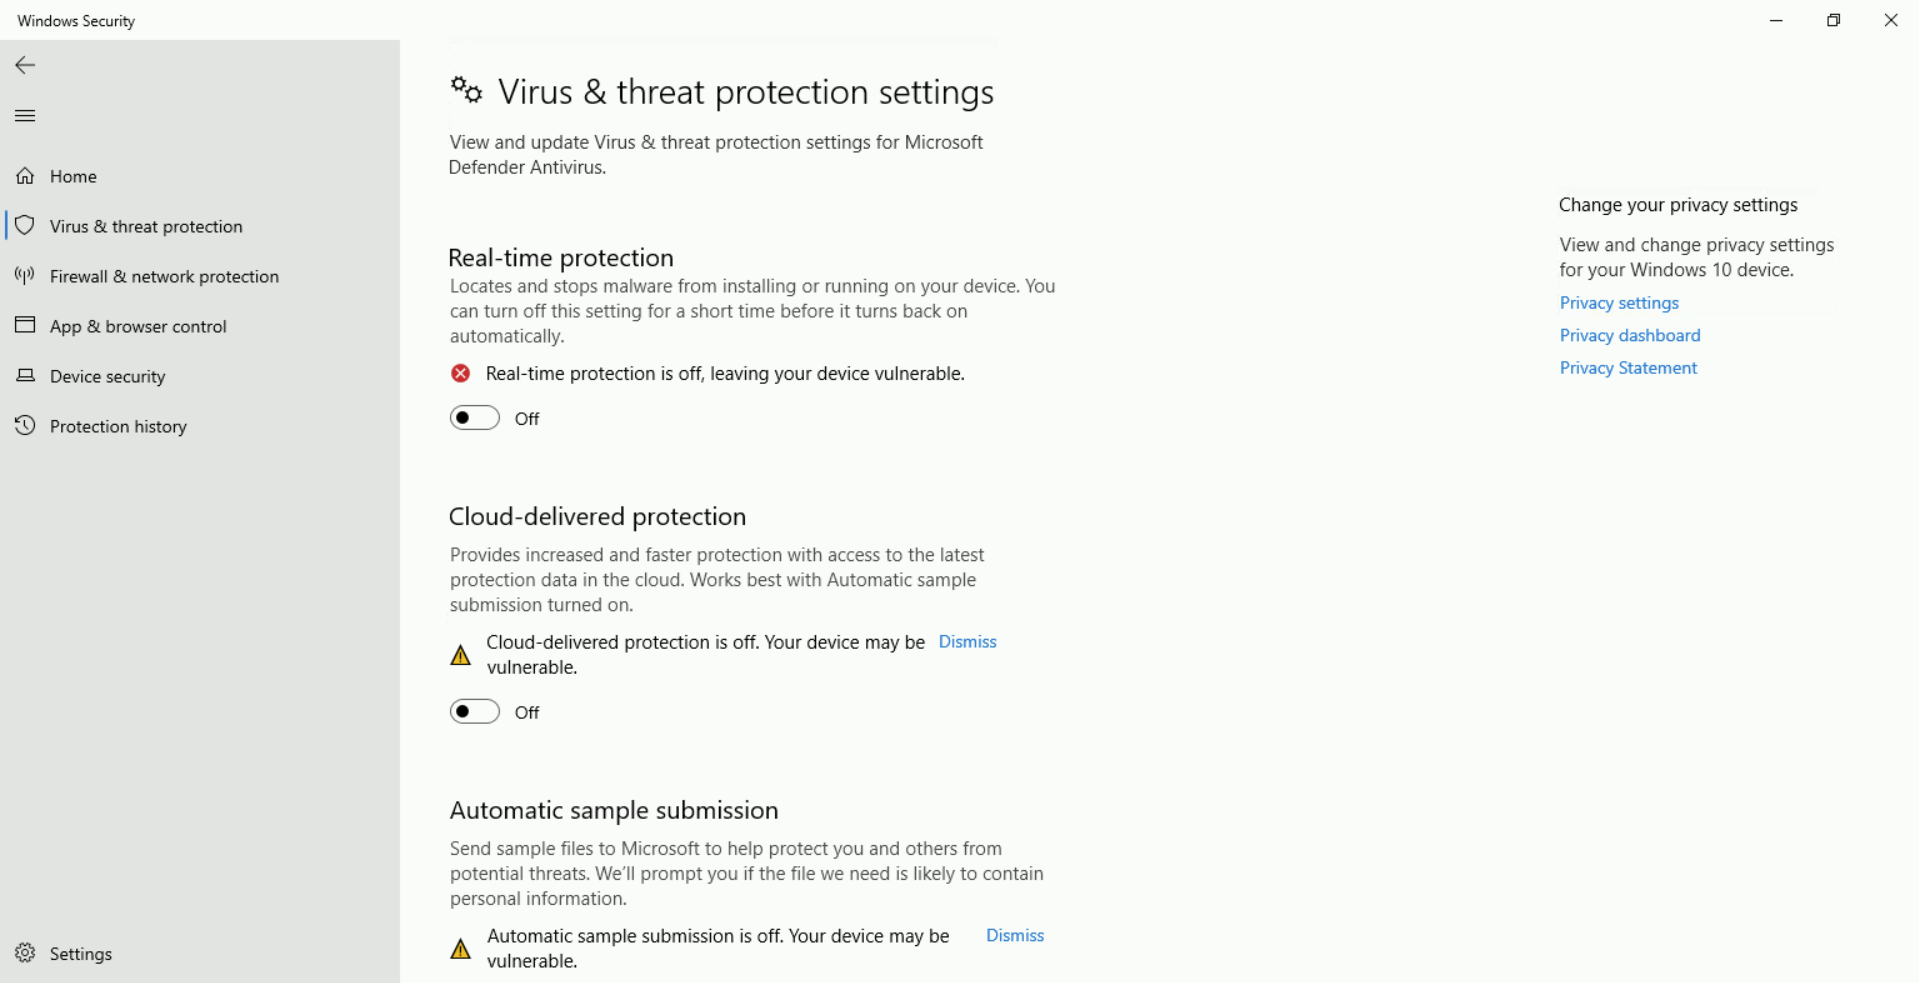 Windows Security
Home
Virus & threat protection
Firewall & network protection
App & browser control
Device security
Protection history
Settings
Virus & threat protection settings
View and update Virus & threat protection settings for Microsoft
Defender Antivirus.
Real-time protection
Locates and stops malware from installing or running on your device. You
can turn off this setting for a short time before it turns back on
automatically.
Real-time protection is off, leaving your device vulnerable.
Off
Cloud-delivered protection
Provides increased and faster protection with access to the latest
protection data in the cloud. Works best with Automatic sample
submission turned on.
Cloud-delivered protection is off. Your device may be Dismiss
vulnerable.
Off
Automatic sample submission
Send sample files to Microsoft to help protect you and others from
potential threats. We'll prompt you if the file we need is likely to contain
personal information.
Automatic sample submission is off. Your device may be Dismiss
vulnerable.
Change your privacy settings
View and change privacy settings
for your Windows 10 device.
Privacy settings
Privacy dashboard
Privacy Statement